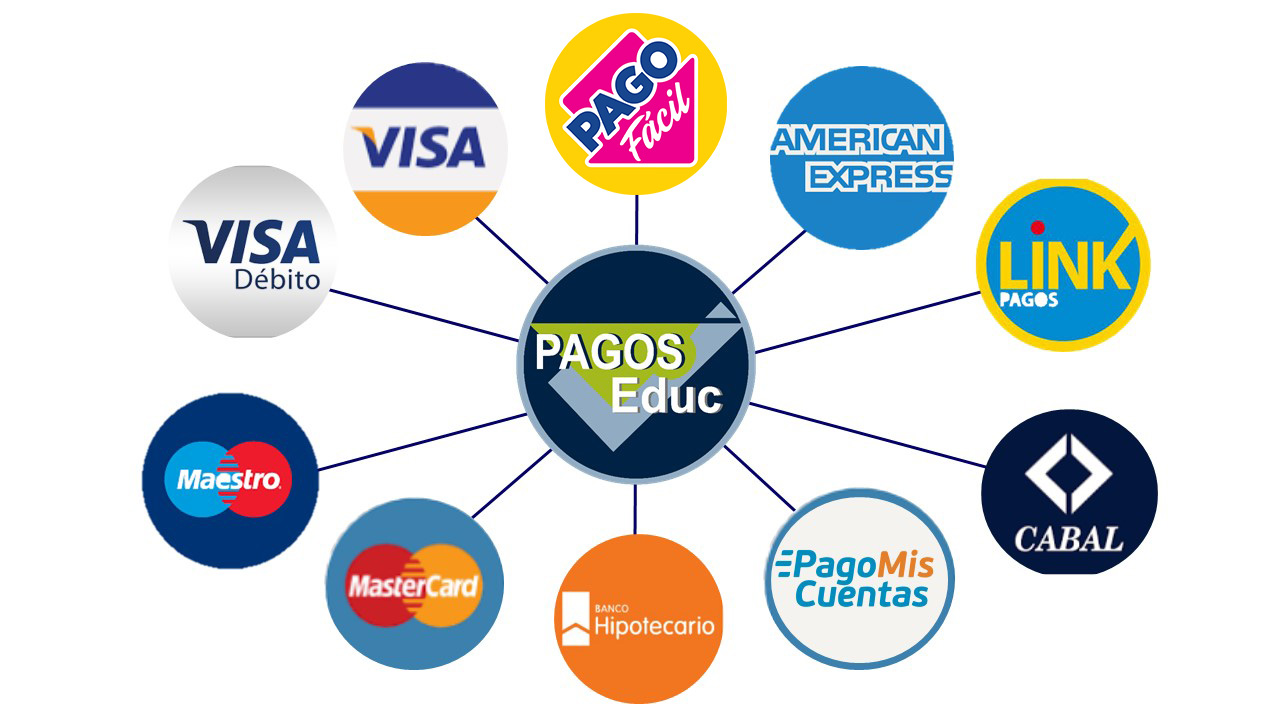 PAGO
Fácil
VISA
AMERICAN
EXPRESS
VISA
Débito
LiNK
PAGOS
PAGOS
Educ
Maestro
CABAL
MasterCard
PagoMis
Cuentas
BANCO
Hipotecario